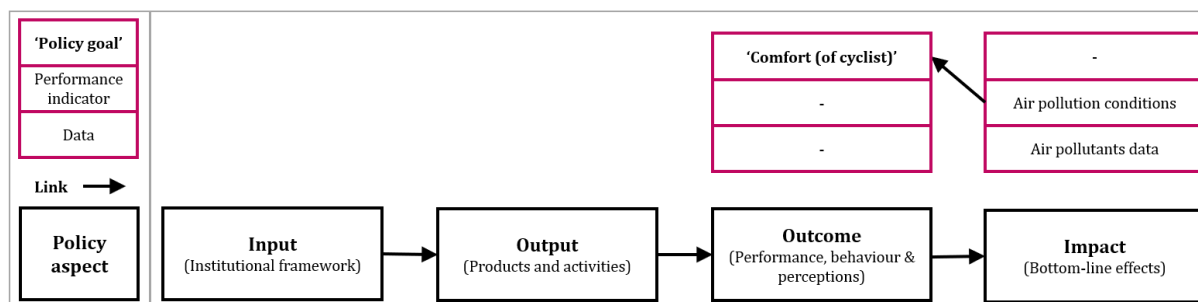 ‘Policy goal’
Performance
indicator
Data
Link
Policy
aspect
‘Comfort (of cyclist)’
-
-
-
Air pollution conditions
Air pollutants data
Input
(Institutional framework)
Output
(Products and activities)
Outcome
(Performance, behaviour &
perceptions)
Impact
(Bottom-line effects)